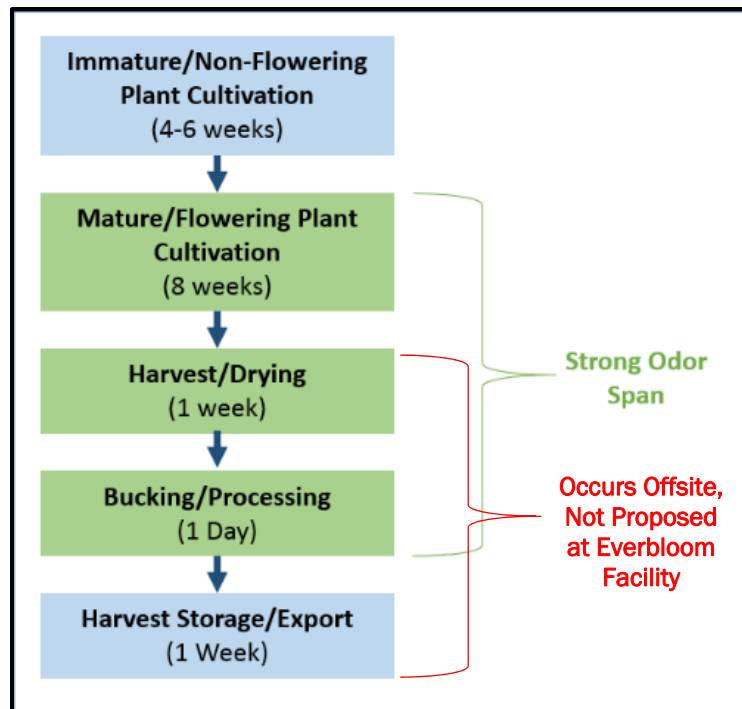 Immature/Non-Flowering
Plant Cultivation
(4-6 weeks)
Mature/Flowering Plant
Cultivation
(8 weeks)
Harvest/Drying
(1 week)
Strong Odor
Span
Bucking/Processing
(1 Day)
Occurs Offsite,
Not Proposed
at Everbloom
Facility
Harvest Storage/Export
(1 Week)